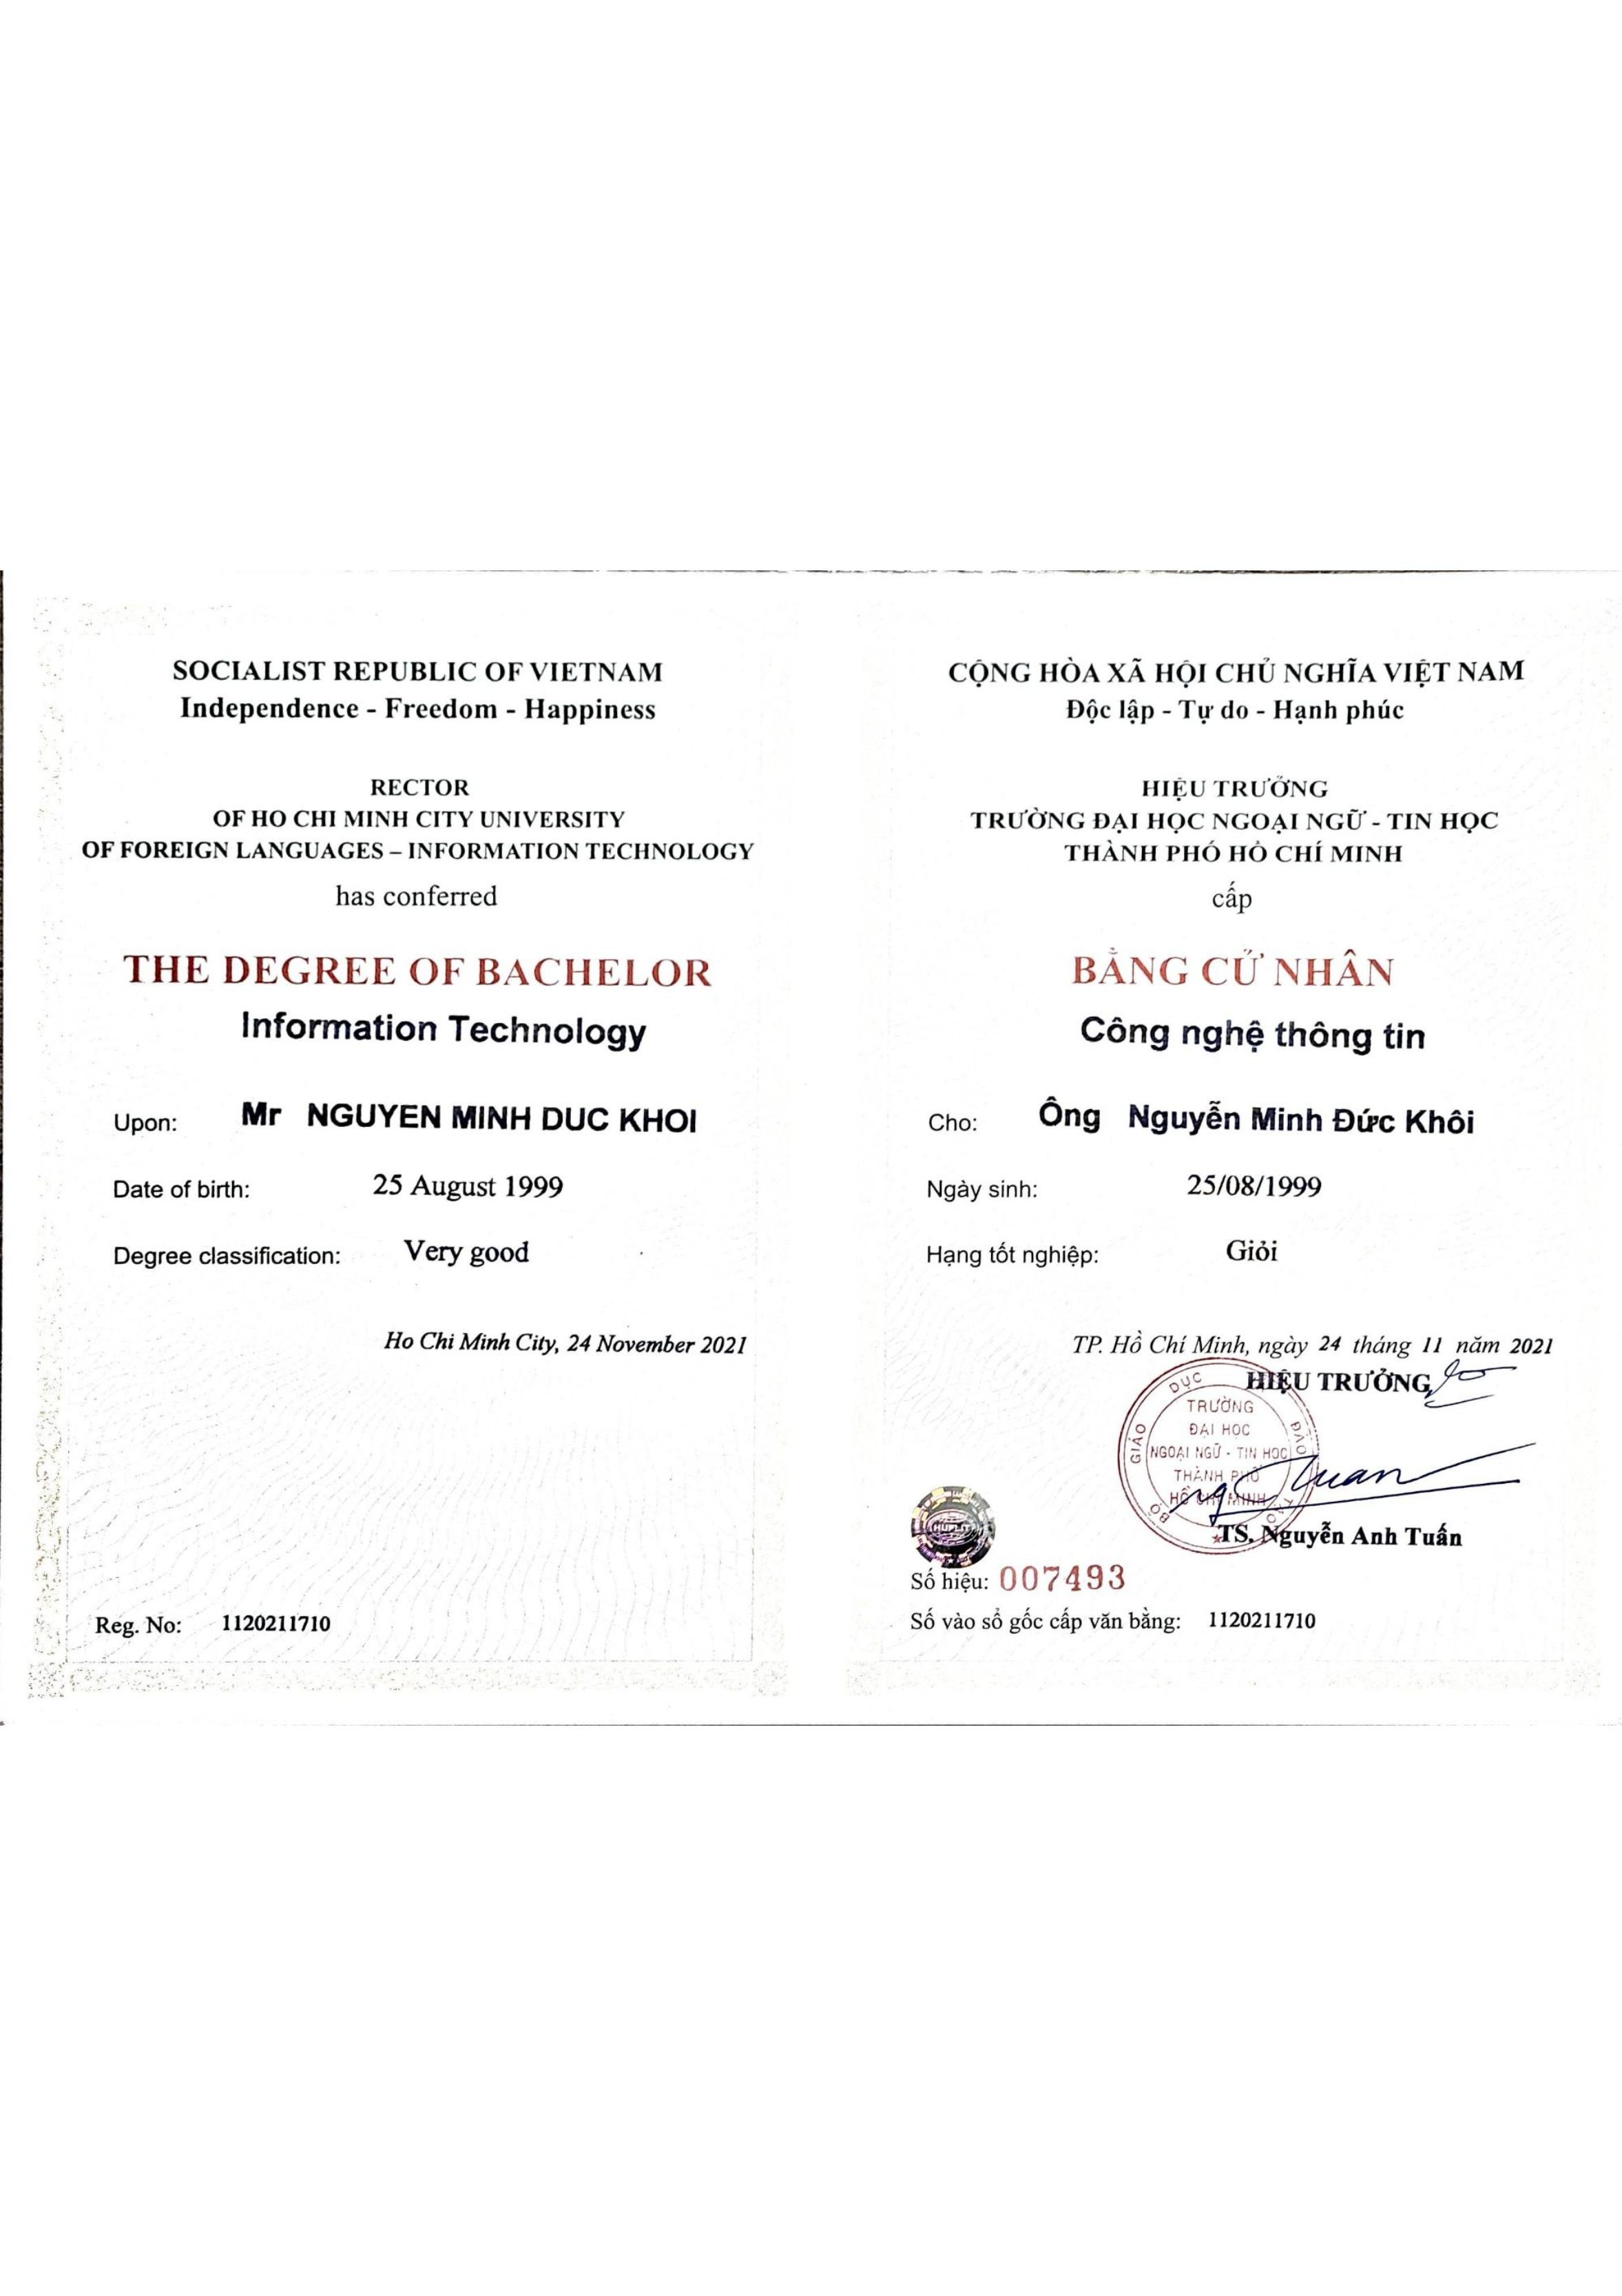 SOCIALIST REPUBLIC OF VIETNAM
Independence - Freedom - Happiness
RECTOR
OF HO CHI MINH CITY UNIVERSITY
OF FOREIGN LANGUAGES – INFORMATION TECHNOLOGY
has conferred
THE DEGREE OF BACHELOR
Information Technology
Upon: Mr NGUYEN MINH DUC KHOI
Date of birth: 25 August 1999
Degree classification: Very good
Ho Chi Minh City, 24 November 2021
Reg. No: 1120211710
CỘNG HÒA XÃ HỘI CHỦ NGHĨA VIỆT NAM
Độc lập - Tự do - Hạnh phúc
HIỆU TRƯỞNG
TRƯỜNG ĐẠI HỌC NGOẠI NGỮ - TIN HỌC
THÀNH PHỐ HỒ CHÍ MINH
cấp
BẰNG CỬ NHÂN
Công nghệ thông tin
Cho: Ông Nguyễn Minh Đức Khôi
Ngày sinh: 25/08/1999
Hạng tốt nghiệp: Giỏi
TP. Hồ Chí Minh, ngày 24 tháng 11 năm 2021
HIỆU TRƯỞNG
BỘ GIÁO DỤC ĐÀO TẠO
TRƯỜNG
ĐẠI HỌC
NGOẠI NGỮ - TIN HỌC
THÀNH PHỐ
HỒ CHÍ MINH
TS. Nguyễn Anh Tuấn
HUFLIT
Số hiệu: 007493
Số vào sổ gốc cấp văn bằng: 1120211710